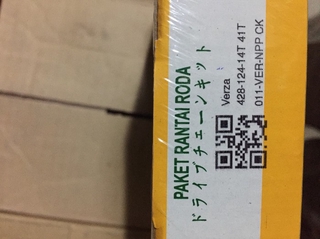 PAKET RANTAI RODA
ドライブチェーンキット
Verza
428-124-14T 41T
011-VER-NPP CK